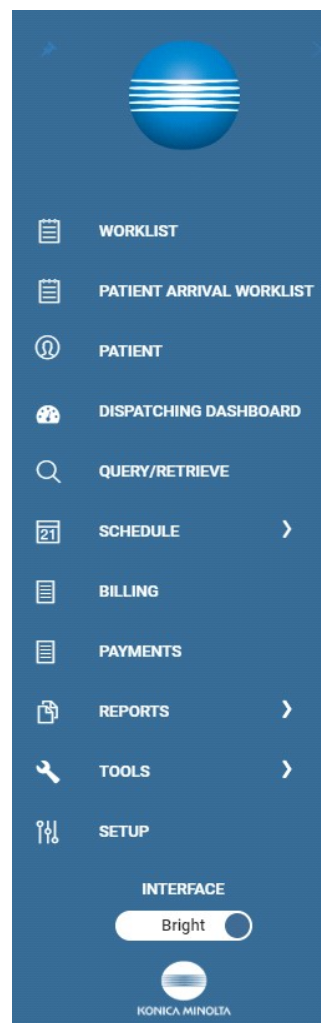 WORKLIST
PATIENT ARRIVAL WORKLIST
PATIENT
DISPATCHING DASHBOARD
QUERY/RETRIEVE
21 SCHEDULE
BILLING
PAYMENTS
REPORTS
TOOLS
SETUP
INTERFACE
Bright
KONICA MINOLTA